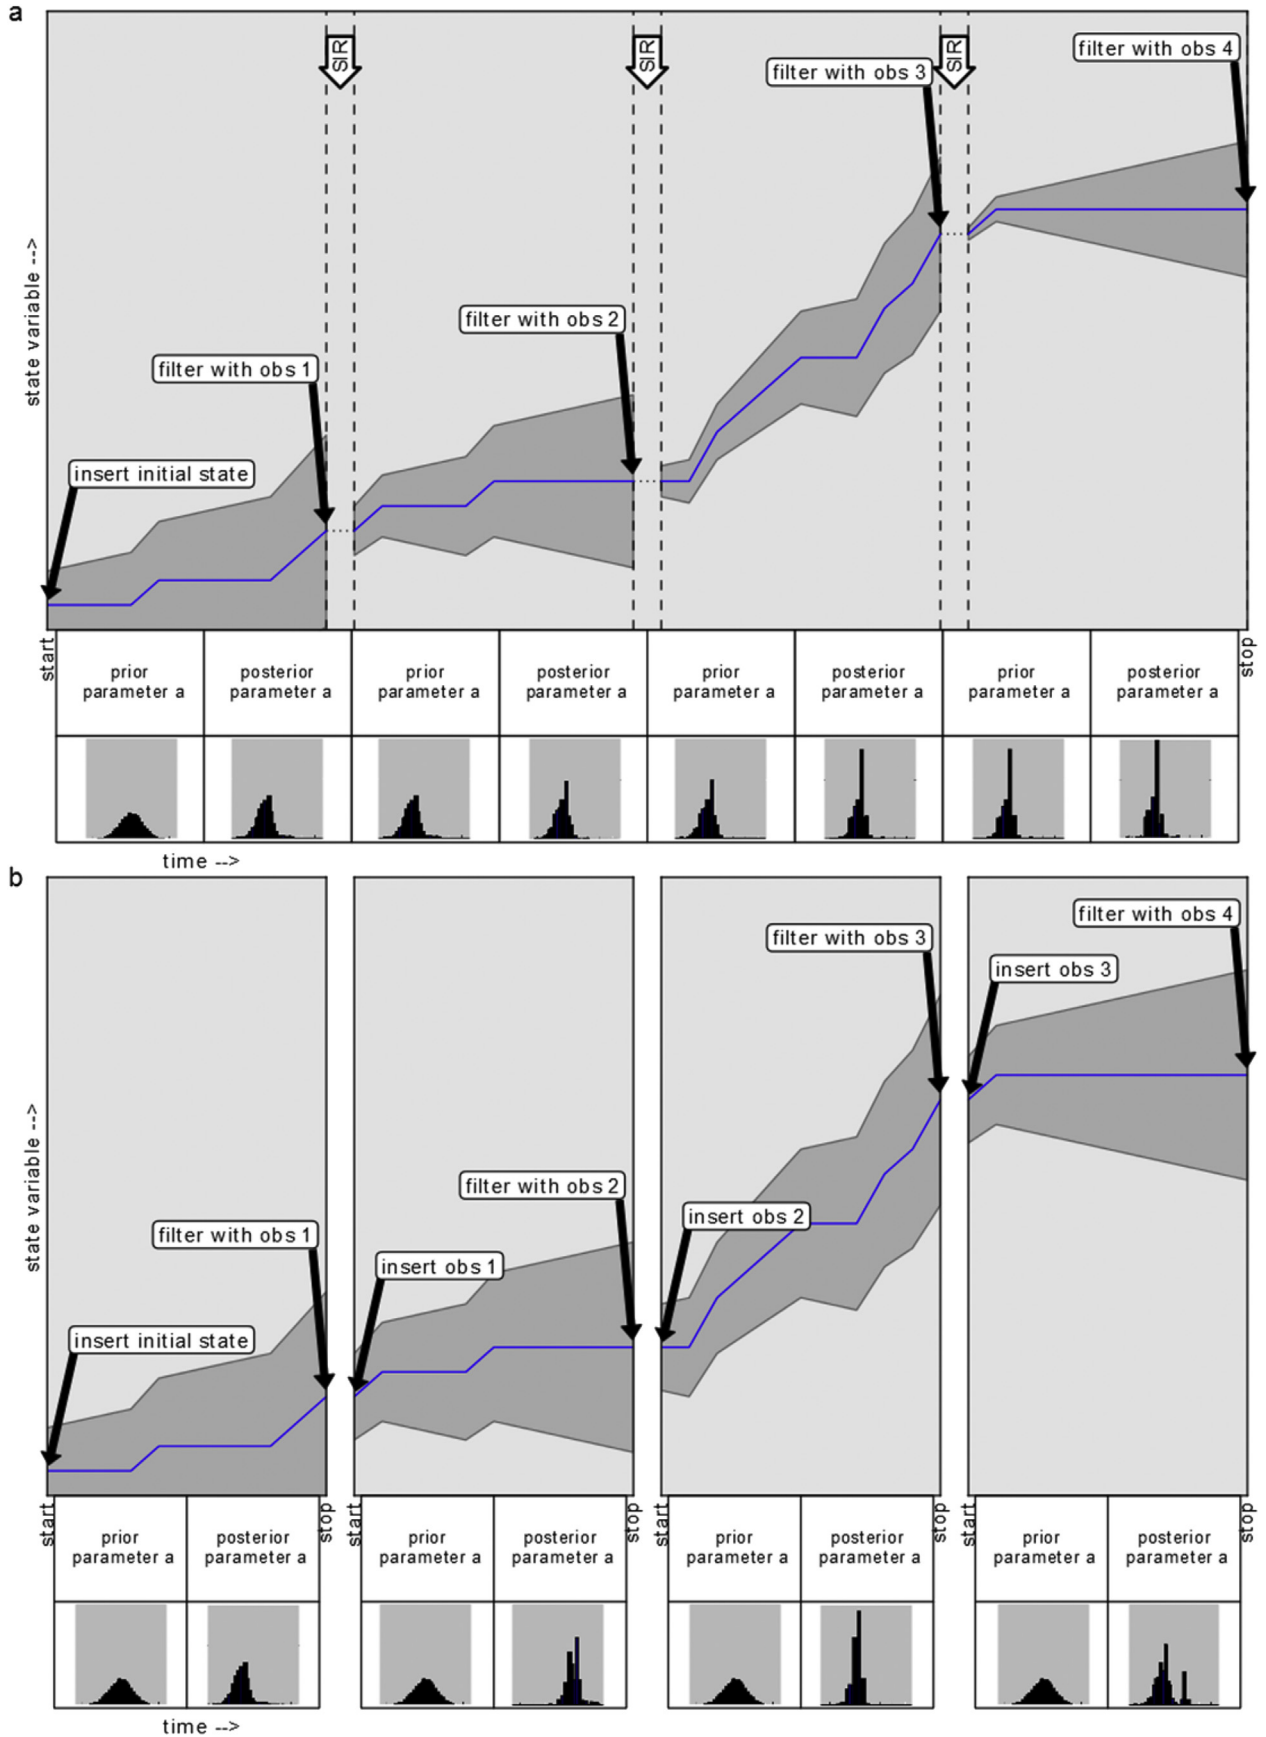 a
SIR
SIR
SIR
filter with obs 4
filter with obs 3
filter with obs 2
filter with obs 1
insert initial state
state variable -->
start
stop
prior
parameter a
posterior
parameter a
prior
parameter a
posterior
parameter a
prior
parameter a
posterior
parameter a
prior
parameter a
posterior
parameter a
time -->
b
filter with obs 4
filter with obs 3
insert obs 3
filter with obs 2
insert obs 2
filter with obs 1
insert obs 1
insert initial state
state variable -->
start
stop
start
stop
start
stop
start
stop
prior
parameter a
posterior
parameter a
prior
parameter a
posterior
parameter a
prior
parameter a
posterior
parameter a
prior
parameter a
posterior
parameter a
time -->